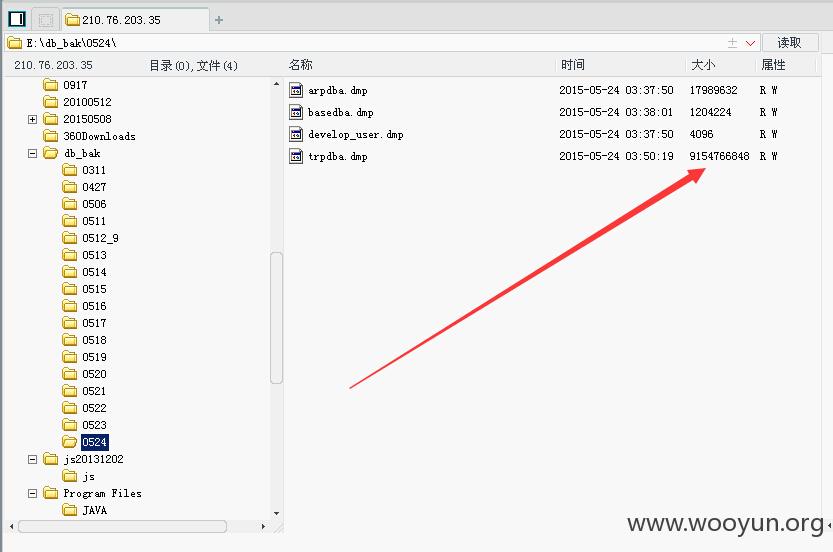 210.76.203.35
E:\db_bak\0524\
读取
210.76.203.35 目录(0),文件(4)
名称 时间 大小 属性
0917
20100512
20150508
360Downloads
db_bak
0311
0427
0506
0511
0512_9
0513
0514
0515
0516
0517
0518
0519
0520
0521
0522
0523
0524
js20131202
js
Program Files
JAVA
arpdba.dmp 2015-05-24 03:37:50 17989632 R W
basedba.dmp 2015-05-24 03:38:01 1204224 R W
develop_user.dmp 2015-05-24 03:37:50 4096 R W
trpdba.dmp 2015-05-24 03:50:19 9154766848 R W
www.wooyun.org